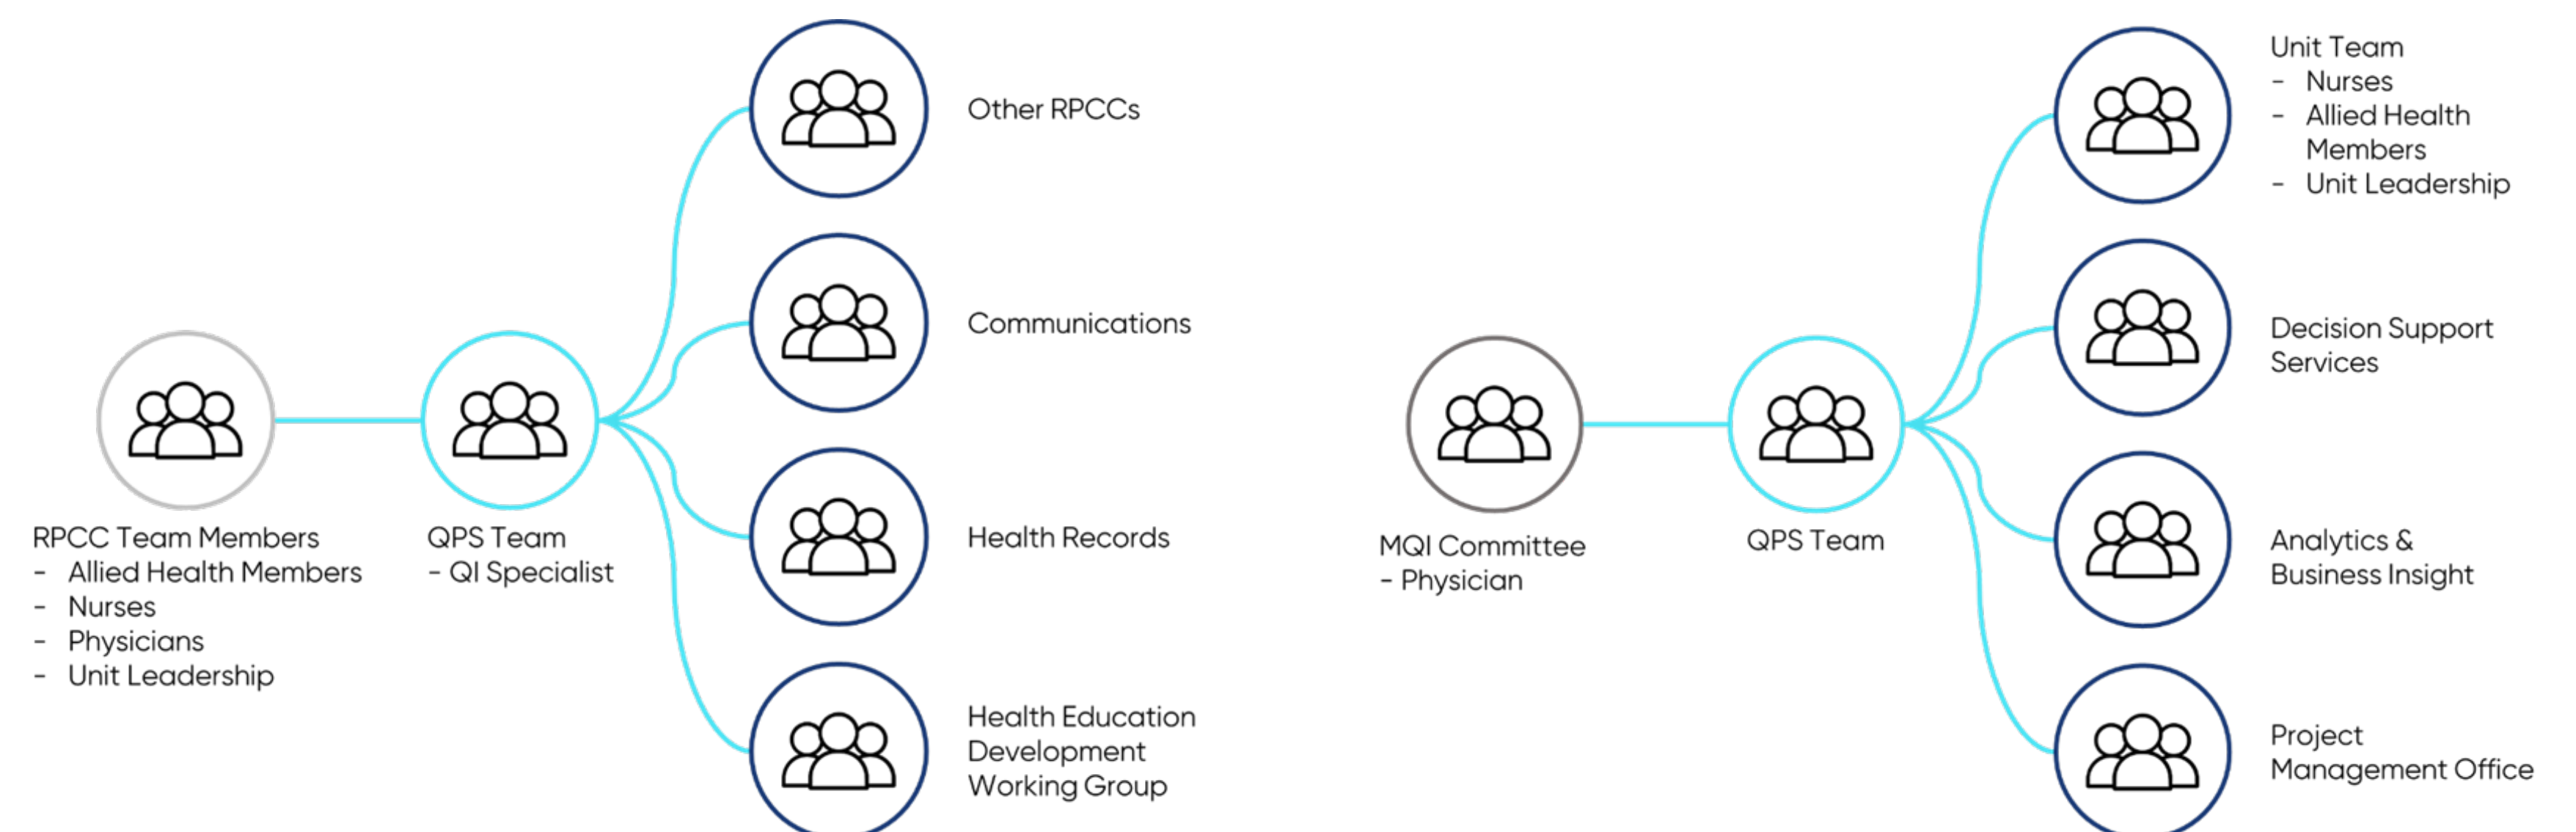 Other RPCCs
Communications
RPCC Team Members
- Allied Health Members
- Nurses
- Physicians
- Unit Leadership
QPS Team
- QI Specialist
Health Records
Health Education
Development
Working Group
Unit Team
- Nurses
- Allied Health
Members
- Unit Leadership
Decision Support
Services
MQI Committee
- Physician
QPS Team
Analytics &
Business Insight
Project
Management Office